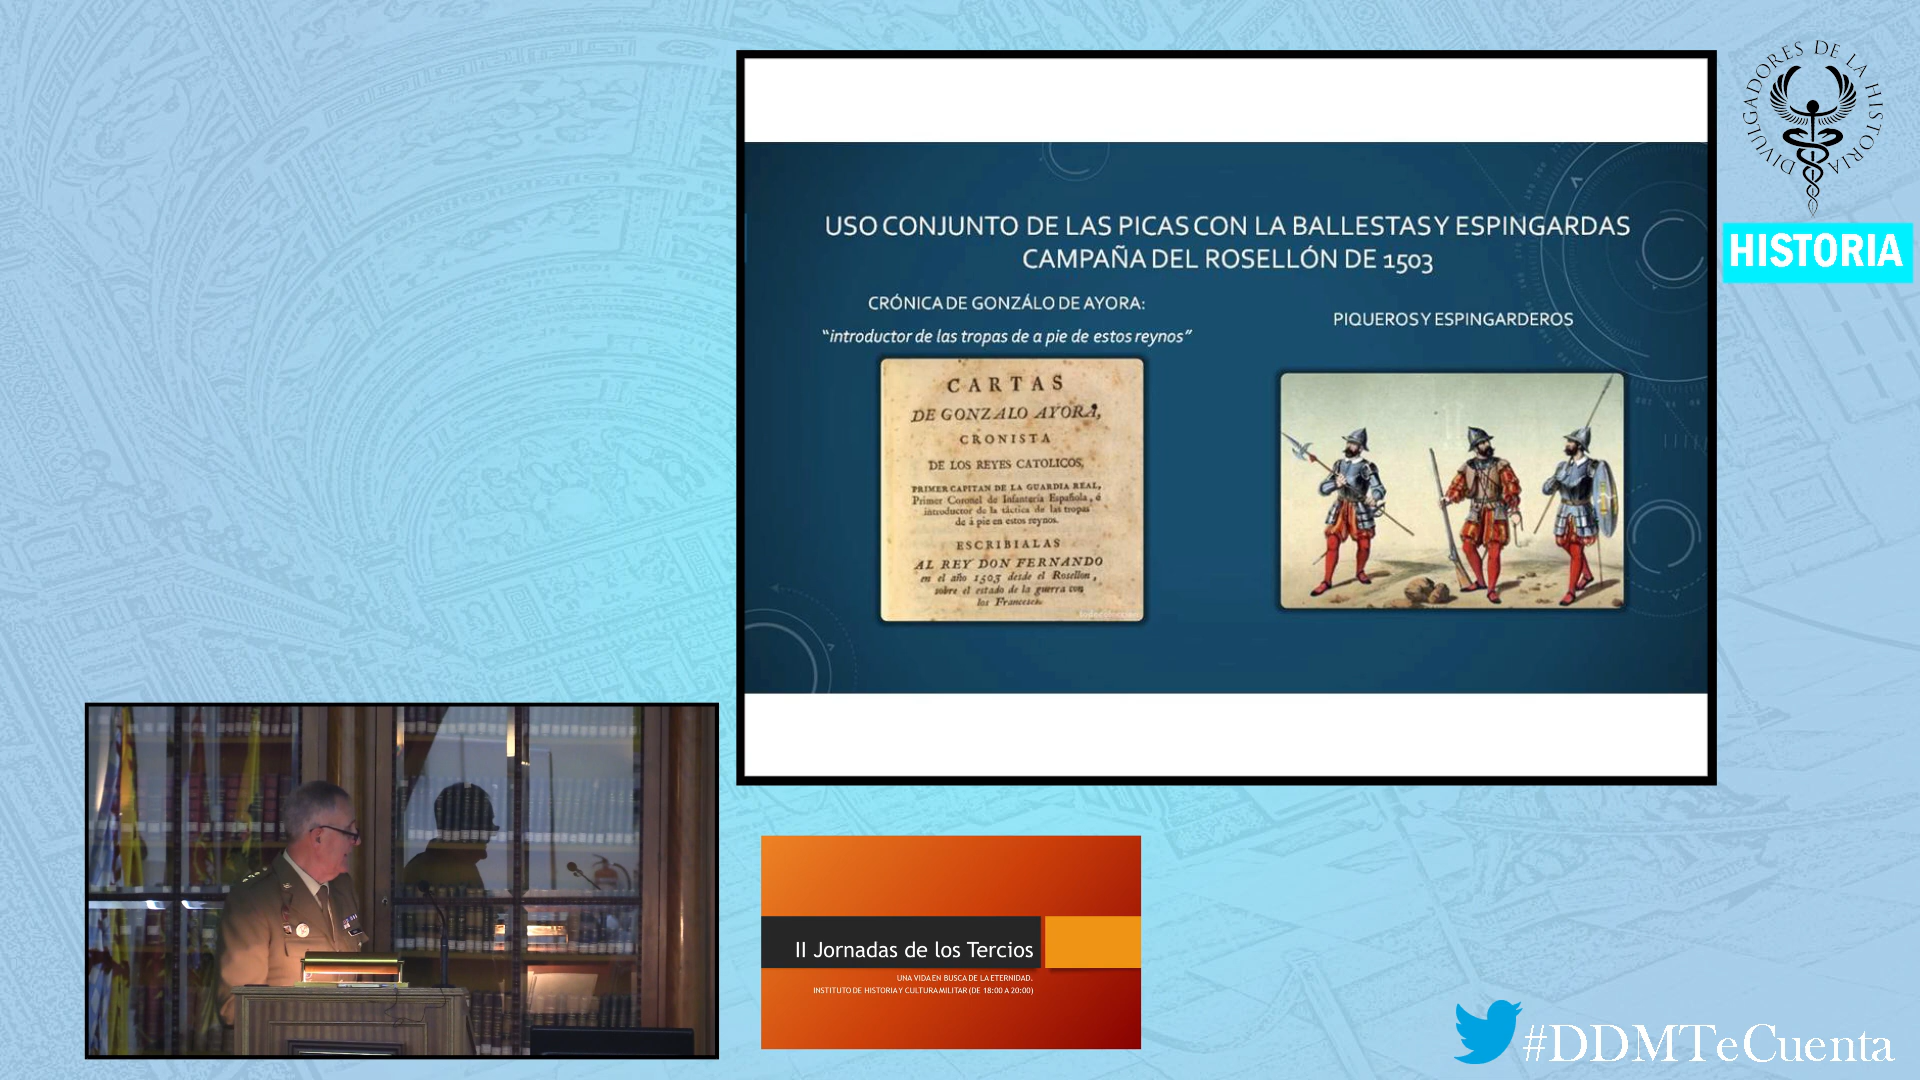 USO CONJUNTO DE LAS PICAS CON LA BALLESTAS Y ESPINGARDAS
CAMPAÑA DEL ROSELLÓN DE 1503
CRÓNICA DE GONZÁLO DE AYORA:
"introductor de las tropas de a pie de estos reynos"
CARTAS
DE GONZALO AYORA,
CRONISTA
DE LOS REYES CATOLICOS,
PRIMER CAPITAN DE LA GUARDIA REAL,
Primer Coronel de Infantería Española, é
introductor de la táctica de las tropas
de á pie en estos reynos.
ESCRIBIALAS
AL REY DON FERNANDO
en el año 1503 desde el Rosellon,
sobre el estado de la guerra con
los Franceses.
PIQUEROS Y ESPINGARDEROS
DIVULGADORES DE LA HISTORIA
HISTORIA
II Jornadas de los Tercios
UNA VIDA EN BUSCA DE LA ETERNIDAD.
INSTITUTO DE HISTORIA Y CULTURA MILITAR (DE 18:00 A 20:00)
#DDMTeCuenta